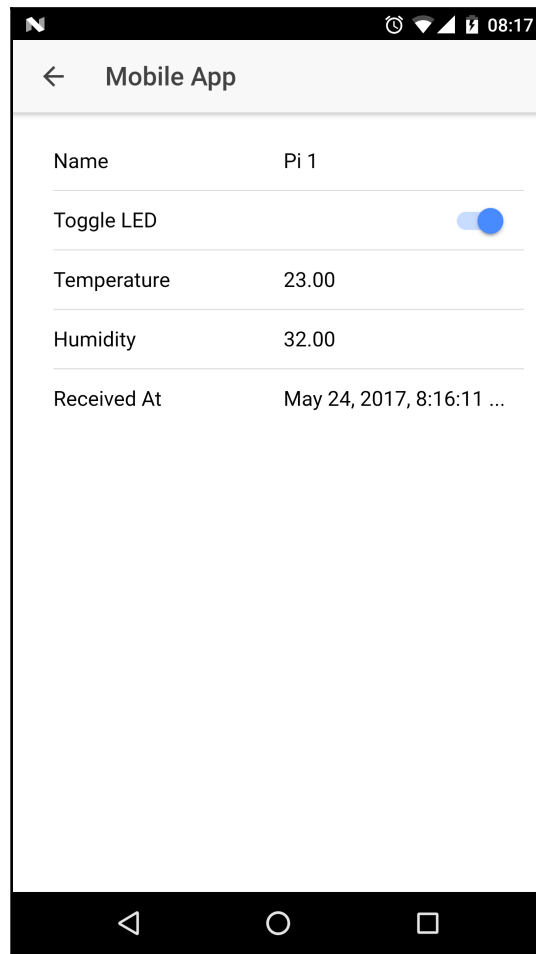 08:17
Mobile App
Name Pi 1
Toggle LED
Temperature 23.00
Humidity 32.00
Received At May 24, 2017, 8:16:11 ...